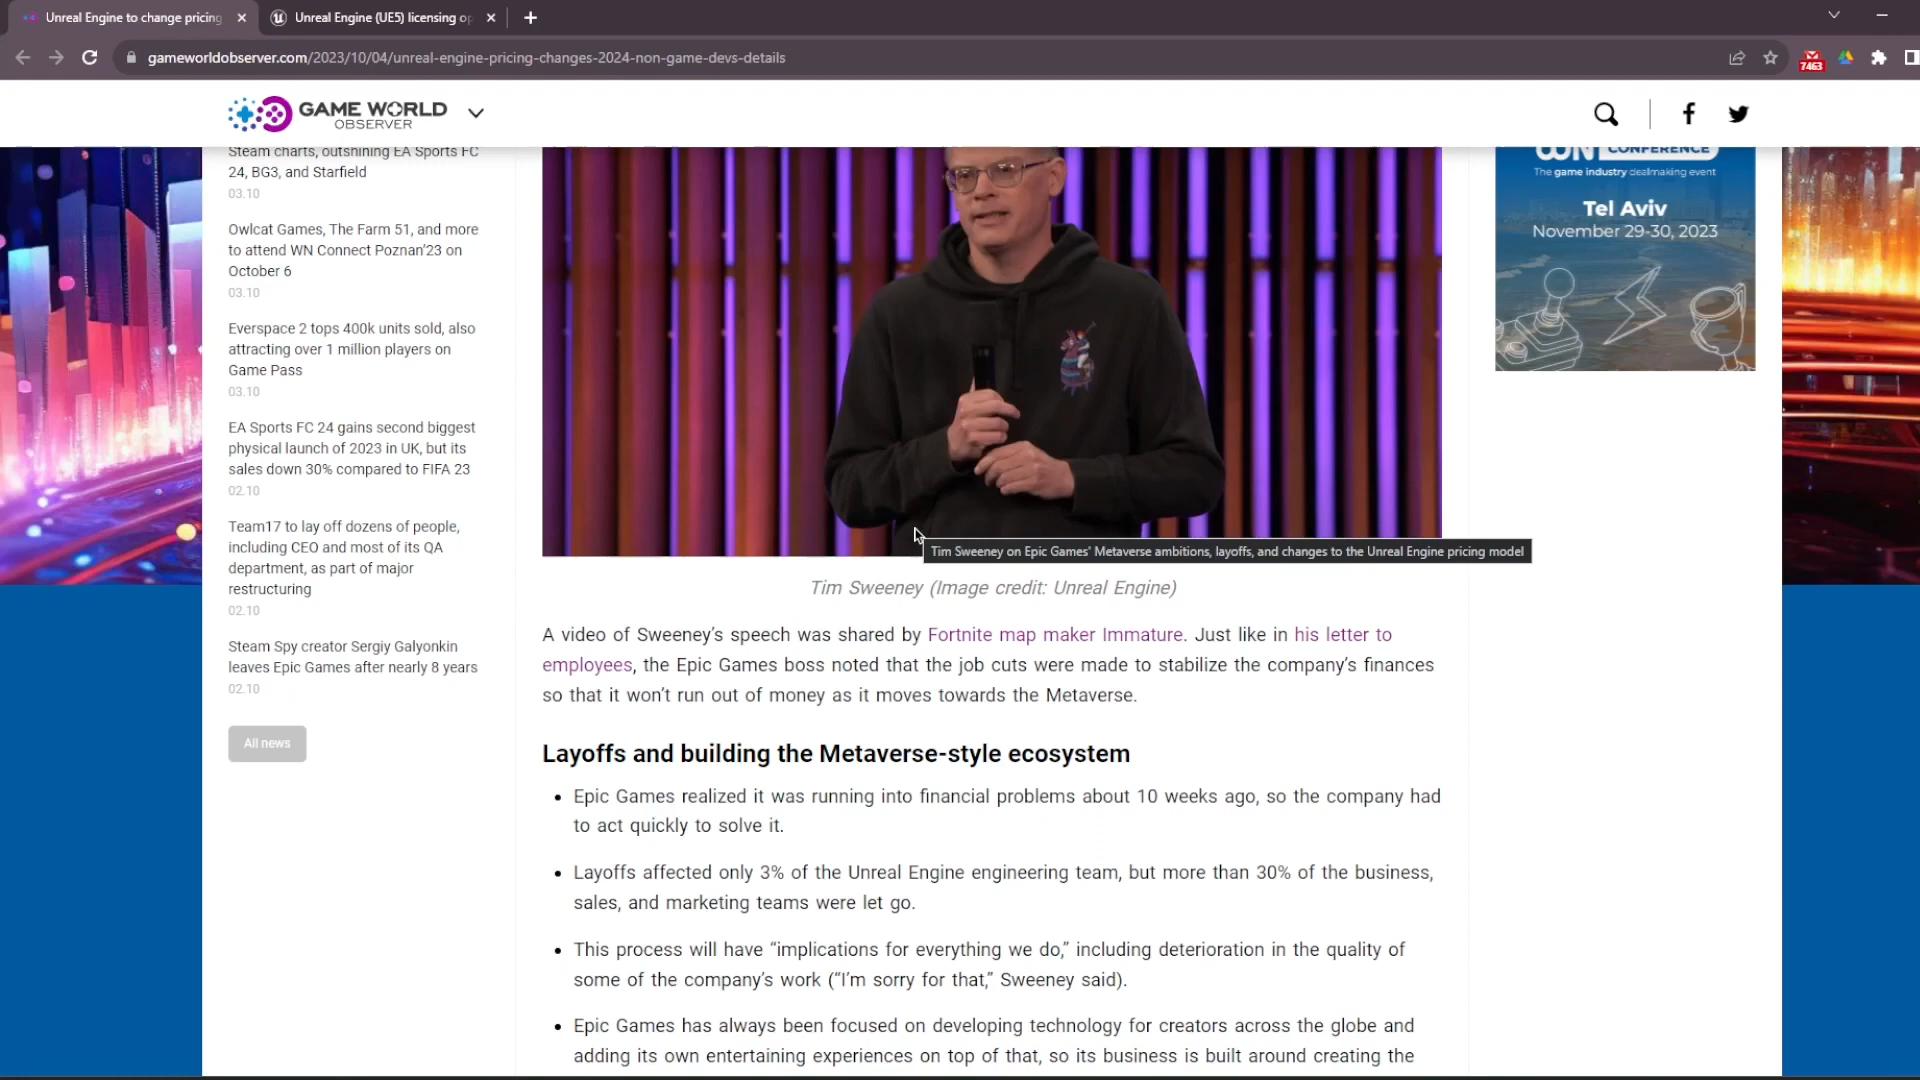 Unreal Engine to change pricing
Unreal Engine (UE5) licensing op
gameworldobserver.com/2023/10/04/unreal-engine-pricing-changes-2024-non-game-devs-details
7463
GAME WORLD
OBSERVER
Steam charts, outshining EA Sports FC
24, BG3, and Starfield
03.10
Owlcat Games, The Farm 51, and more
to attend WN Connect Poznan'23 on
October 6
03.10
Everspace 2 tops 400k units sold, also
attracting over 1 million players on
Game Pass
03.10
EA Sports FC 24 gains second biggest
physical launch of 2023 in UK, but its
sales down 30% compared to FIFA 23
02.10
Team17 to lay off dozens of people,
including CEO and most of its QA
department, as part of major
restructuring
02.10
Steam Spy creator Sergiy Galyonkin
leaves Epic Games after nearly 8 years
02.10
All news
Tim Sweeney on Epic Games' Metaverse ambitions, layoffs, and changes to the Unreal Engine pricing model
Tim Sweeney (Image credit: Unreal Engine)
A video of Sweeney’s speech was shared by Fortnite map maker Immature. Just like in his letter to
employees, the Epic Games boss noted that the job cuts were made to stabilize the company’s finances
so that it won’t run out of money as it moves towards the Metaverse.
Layoffs and building the Metaverse-style ecosystem
• Epic Games realized it was running into financial problems about 10 weeks ago, so the company had
to act quickly to solve it.
• Layoffs affected only 3% of the Unreal Engine engineering team, but more than 30% of the business,
sales, and marketing teams were let go.
• This process will have “implications for everything we do,” including deterioration in the quality of
some of the company’s work (“I’m sorry for that,” Sweeney said).
• Epic Games has always been focused on developing technology for creators across the globe and
adding its own entertaining experiences on top of that, so its business is built around creating the
WN CONFERENCE
The game industry dealmaking event
Tel Aviv
November 29-30, 2023